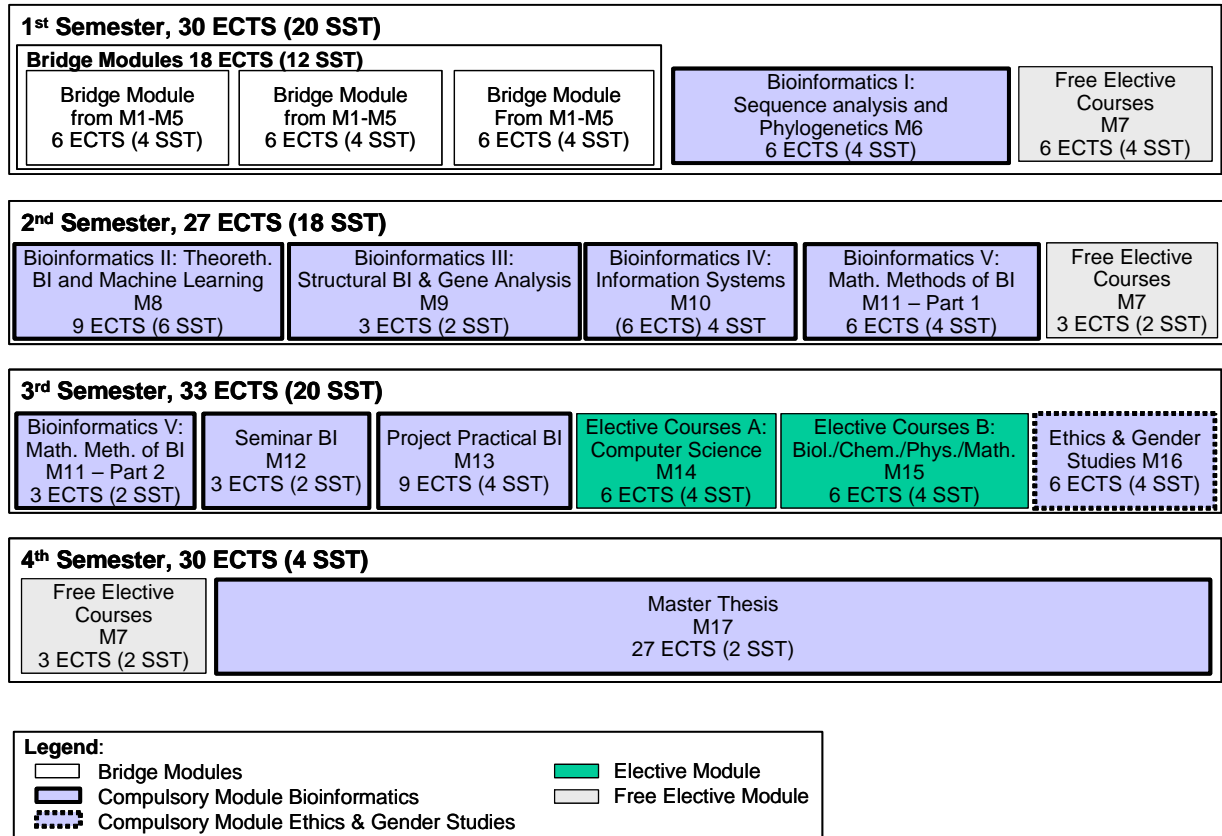 1st Semester, 30 ECTS (20 SST)
Bridge Modules 18 ECTS (12 SST)
Bridge Module
from M1-M5
6 ECTS (4 SST)
Bridge Module
from M1-M5
6 ECTS (4 SST)
Bridge Module
From M1-M5
6 ECTS (4 SST)
Bioinformatics I:
Sequence analysis and
Phylogenetics M6
6 ECTS (4 SST)
Free Elective
Courses
M7
6 ECTS (4 SST)
2nd Semester, 27 ECTS (18 SST)
Bioinformatics II: Theoreth.
BI and Machine Learning
M8
9 ECTS (6 SST)
Bioinformatics III:
Structural BI & Gene Analysis
M9
3 ECTS (2 SST)
Bioinformatics IV:
Information Systems
M10
(6 ECTS) 4 SST
Bioinformatics V:
Math. Methods of BI
M11 – Part 1
6 ECTS (4 SST)
Free Elective
Courses
M7
3 ECTS (2 SST)
3rd Semester, 33 ECTS (20 SST)
Bioinformatics V:
Math. Meth. of BI
M11 – Part 2
3 ECTS (2 SST)
Seminar BI
M12
3 ECTS (2 SST)
Project Practical BI
M13
9 ECTS (4 SST)
Elective Courses A:
Computer Science
M14
6 ECTS (4 SST)
Elective Courses B:
Biol./Chem./Phys./Math.
M15
6 ECTS (4 SST)
Ethics & Gender
Studies M16
6 ECTS (4 SST)
4th Semester, 30 ECTS (4 SST)
Free Elective
Courses
M7
3 ECTS (2 SST)
Master Thesis
M17
27 ECTS (2 SST)
Legend:
Bridge Modules
Compulsory Module Bioinformatics
Compulsory Module Ethics & Gender Studies
Elective Module
Free Elective Module